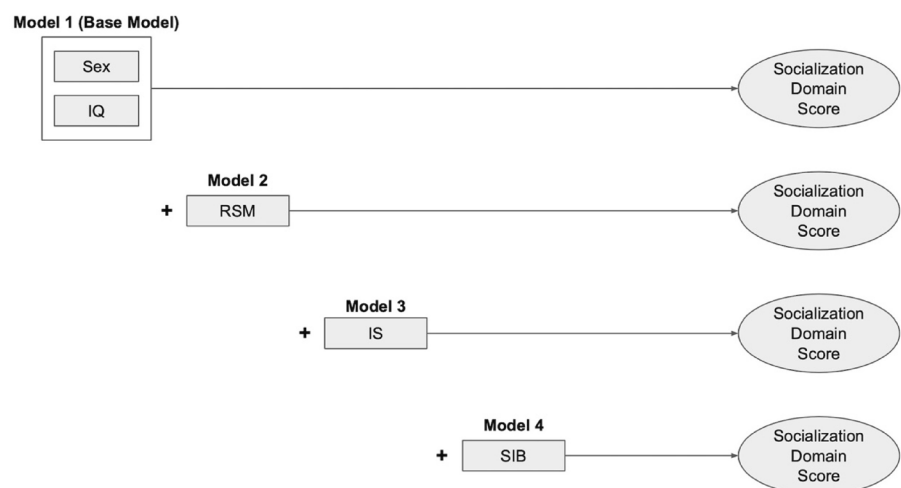 Model 1 (Base Model)
Sex
IQ
Socialization
Domain
Score
Model 2
+ RSM
Socialization
Domain
Score
Model 3
+ IS
Socialization
Domain
Score
Model 4
+ SIB
Socialization
Domain
Score